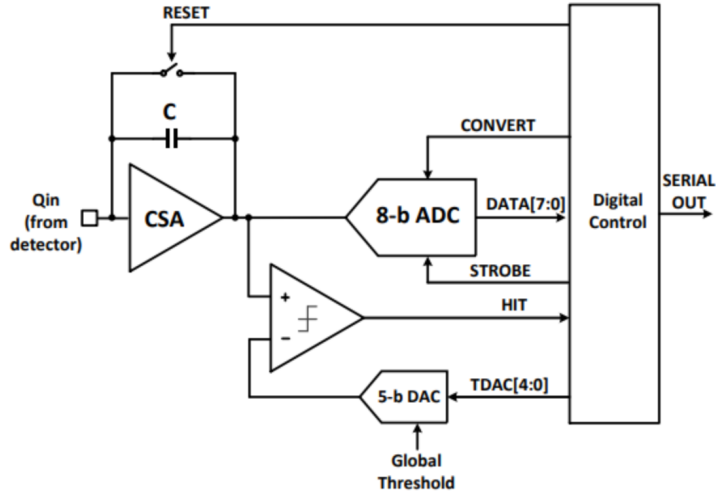 RESET
C
CONVERT
Qin
(from
detector)
CSA
8-b ADC
DATA[7:0]
Digital
Control
SERIAL
OUT
STROBE
+
HIT
-
5-b DAC
TDAC[4:0]
Global
Threshold